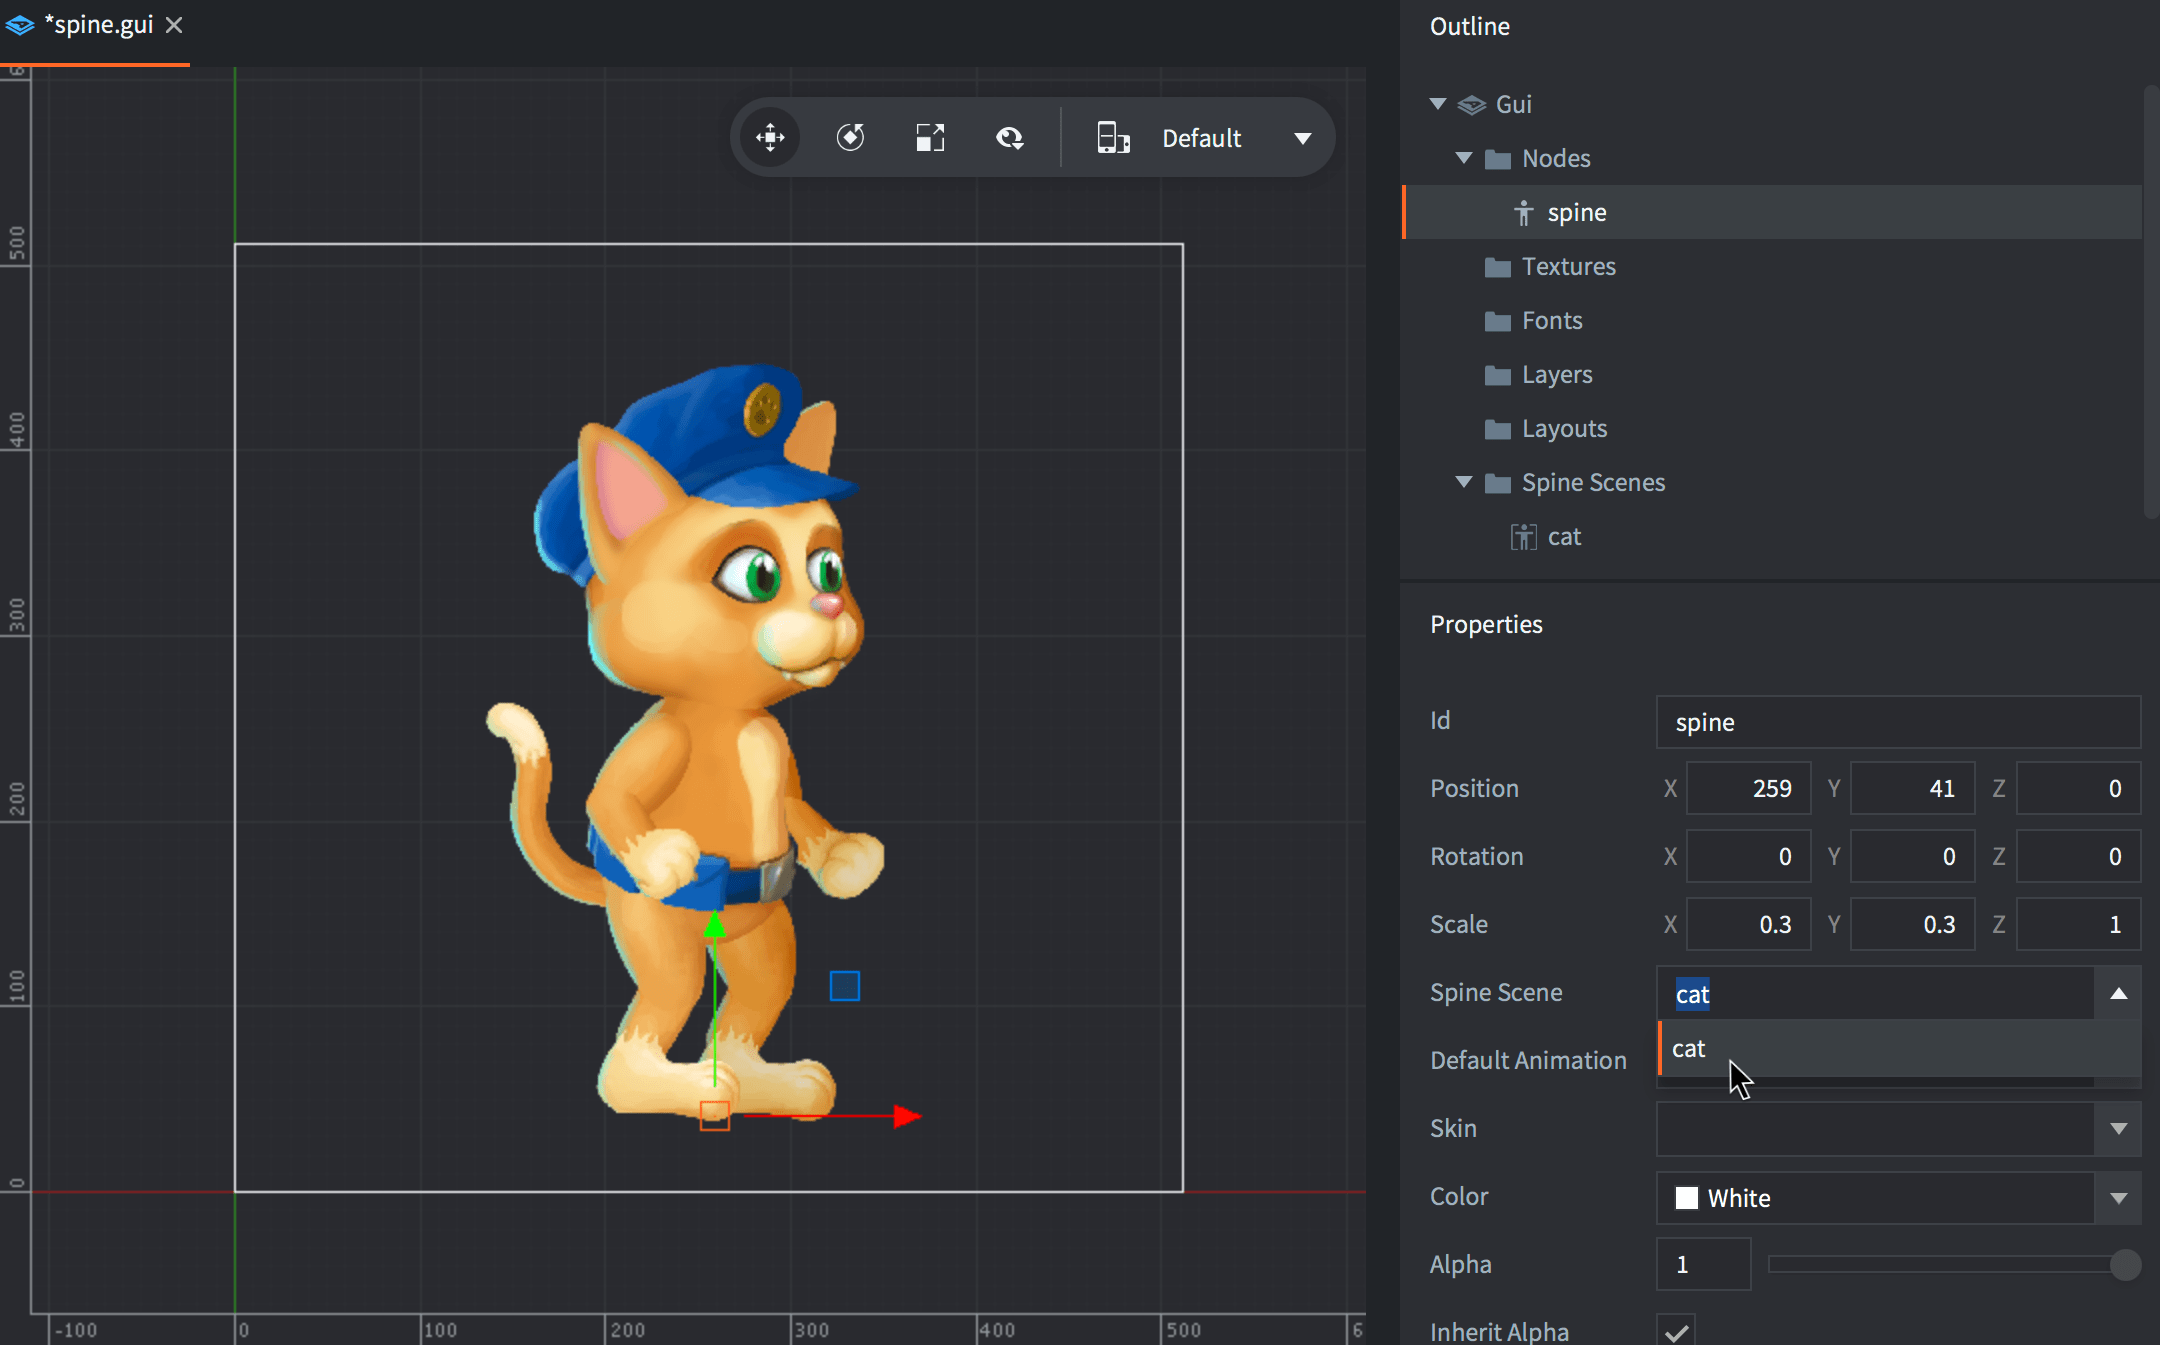 *spine.gui
Default
500
400
300
200
100
0
-100
0
100
200
300
400
500
6
Outline
Gui
Nodes
spine
Textures
Fonts
Layers
Layouts
Spine Scenes
cat
Properties
Id spine
Position X 259 Y 41 Z 0
Rotation X 0 Y 0 Z 0
Scale X 0.3 Y 0.3 Z 1
Spine Scene cat
cat
Default Animation
Skin
Color White
Alpha 1
Inherit Alpha